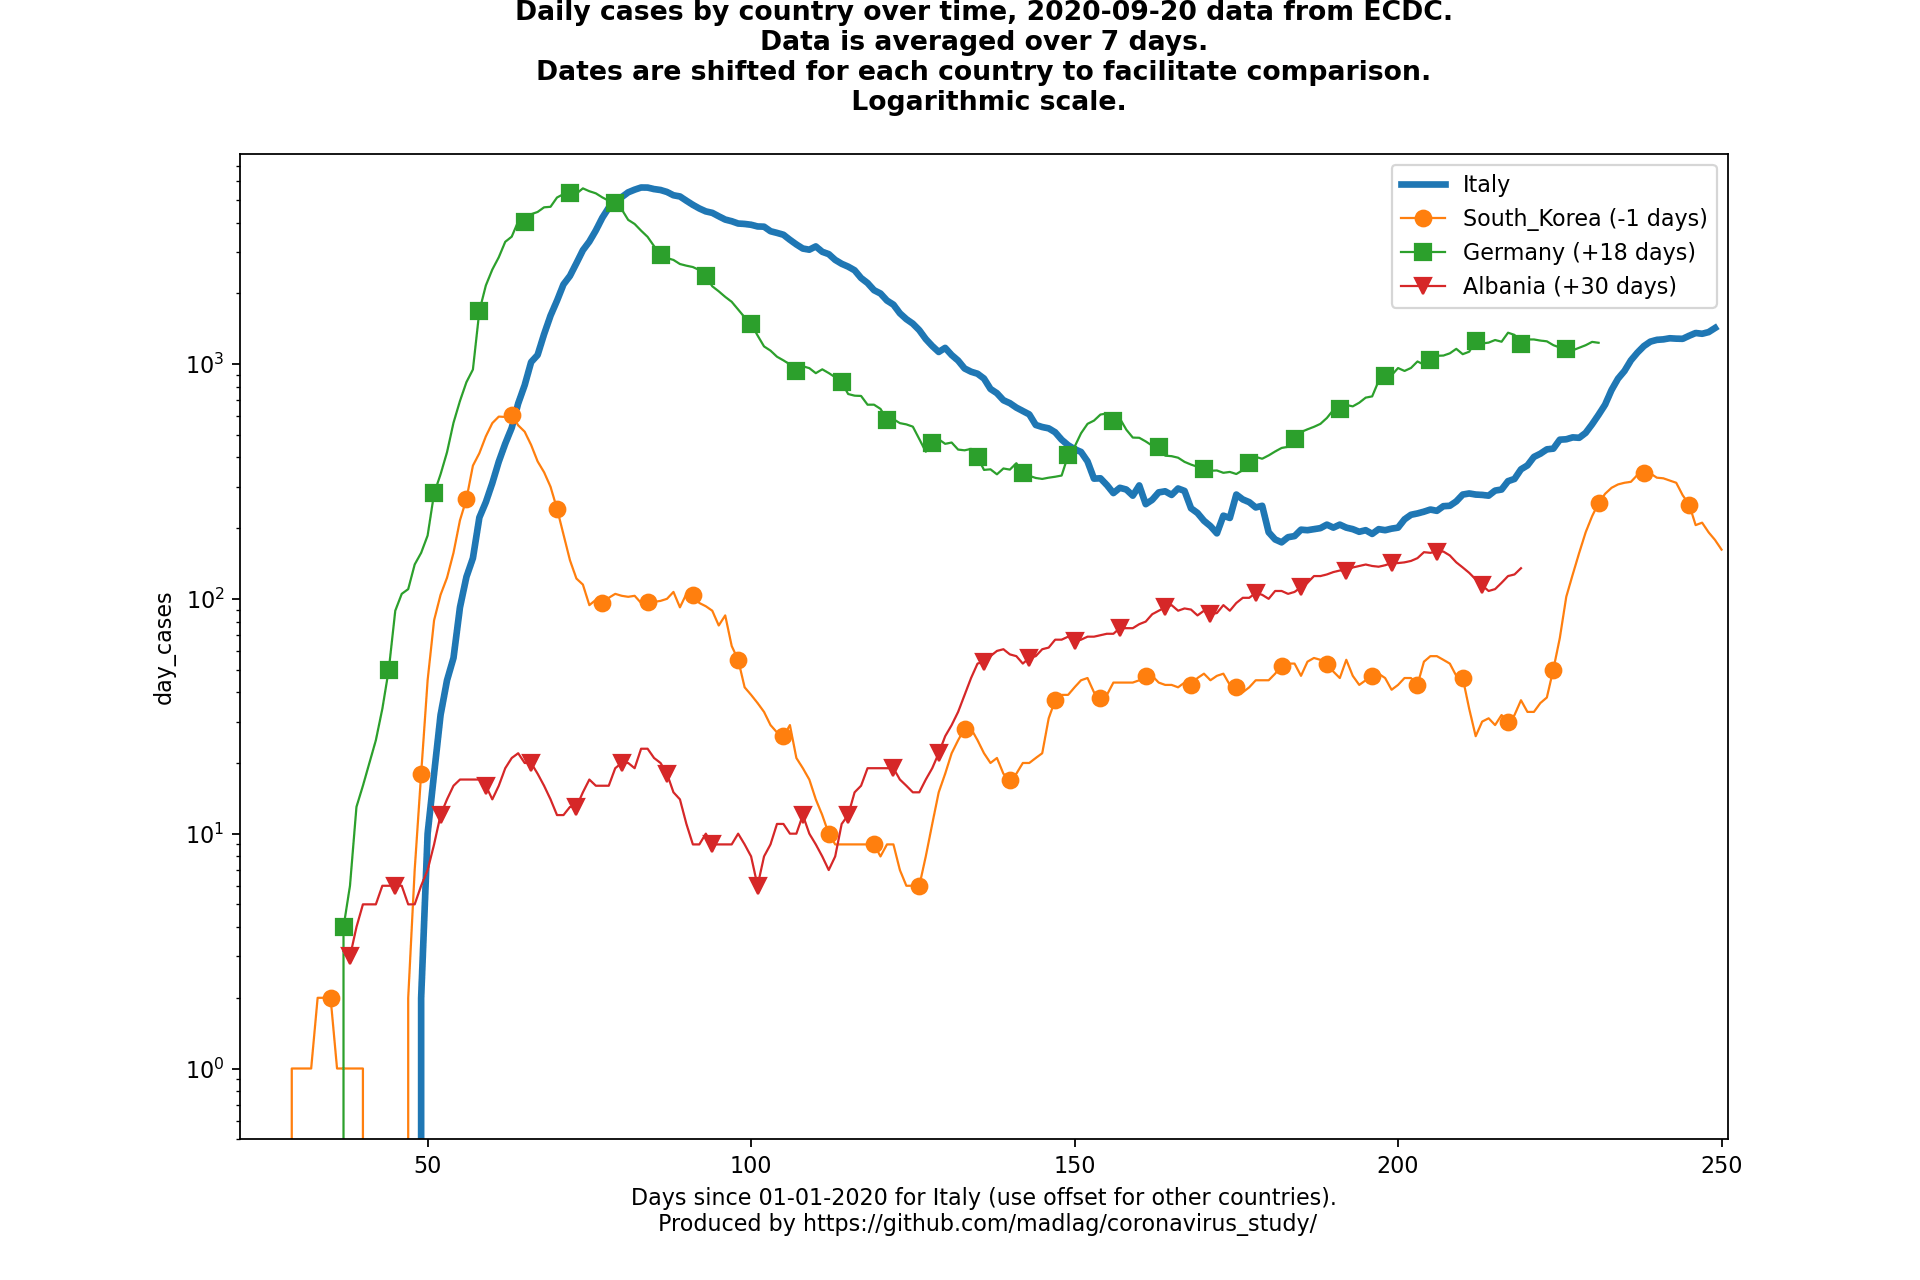 Daily cases by country over time, 2020-09-20 data from ECDC.
Data is averaged over 7 days.
Dates are shifted for each country to facilitate comparison.
Logarithmic scale.
Italy
South_Korea (-1 days)
Germany (+18 days)
Albania (+30 days)
day_cases
10³
10²
10¹
10⁰
50
100
150
200
250
Days since 01-01-2020 for Italy (use offset for other countries).
Produced by https://github.com/madlag/coronavirus_study/